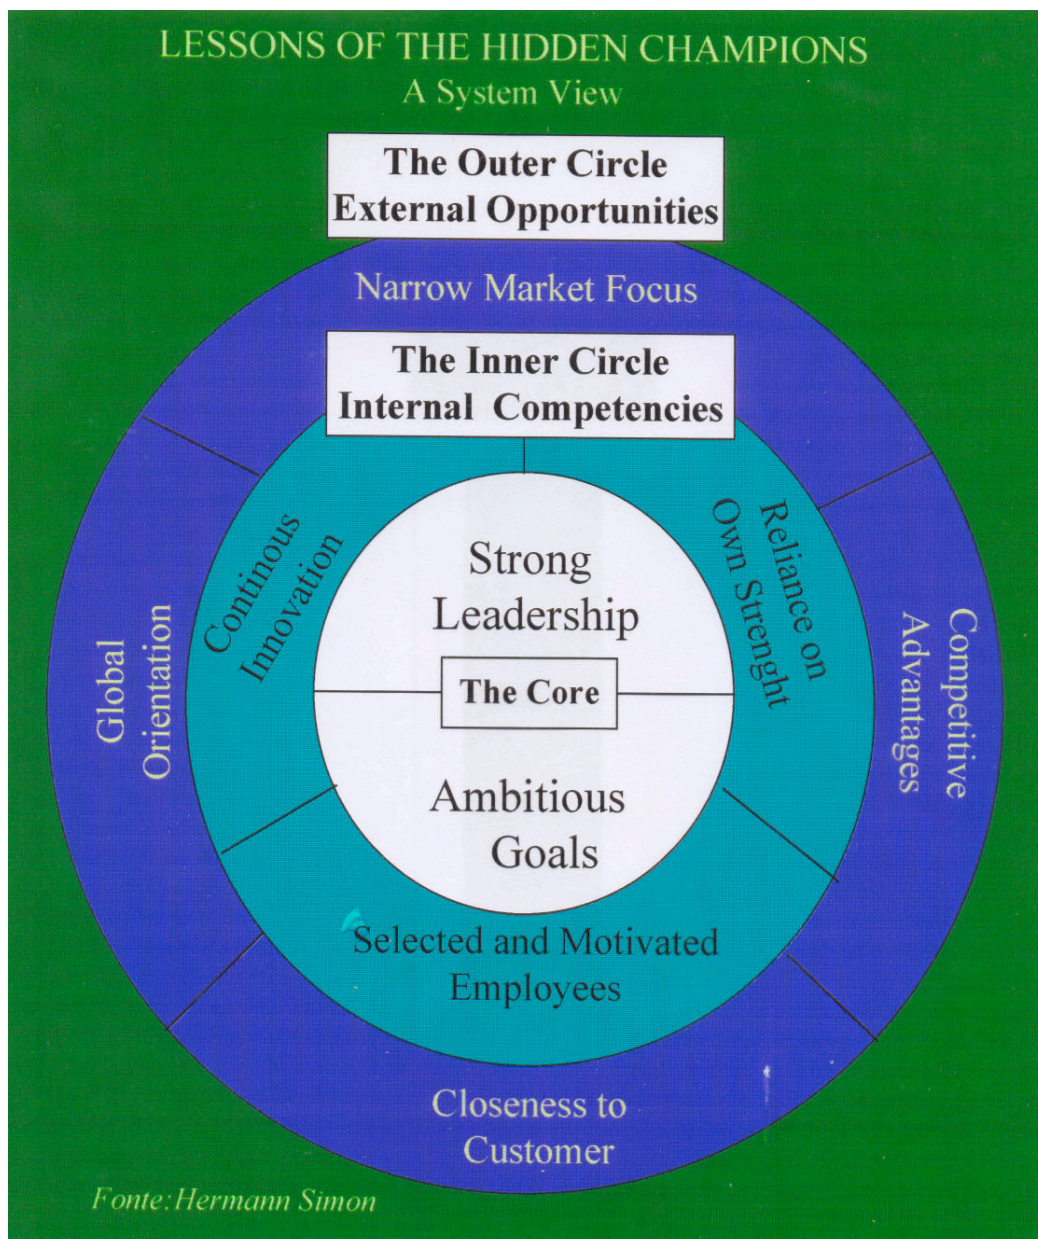 LESSONS OF THE HIDDEN CHAMPIONS
A System View
The Outer Circle
External Opportunities
Narrow Market Focus
The Inner Circle
Internal Competencies
Continous
Innovation
Reliance on
Own Strenght
Strong
Leadership
Global
Orientation
The Core
Competitive
Advantages
Ambitious
Goals
Selected and Motivated
Employees
Closeness to
Customer
Fonte:Hermann Simon